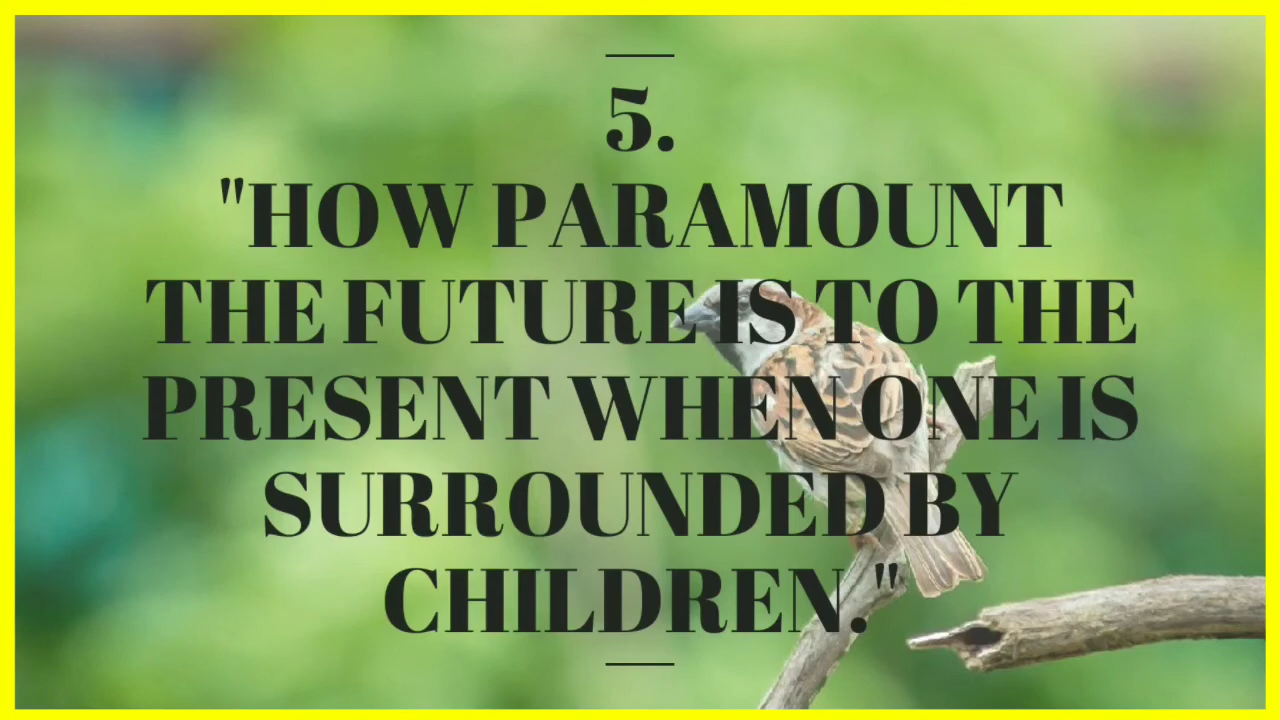 5.
"HOW PARAMOUNT
THE FUTURE IS TO THE
PRESENT WHEN ONE IS
SURROUNDED BY
CHILDREN."